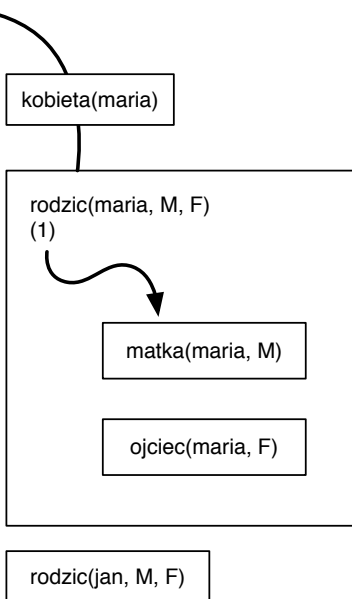 kobieta(maria)
rodzic(maria, M, F)
(1)
matka(maria, M)
ojciec(maria, F)
rodzic(jan, M, F)